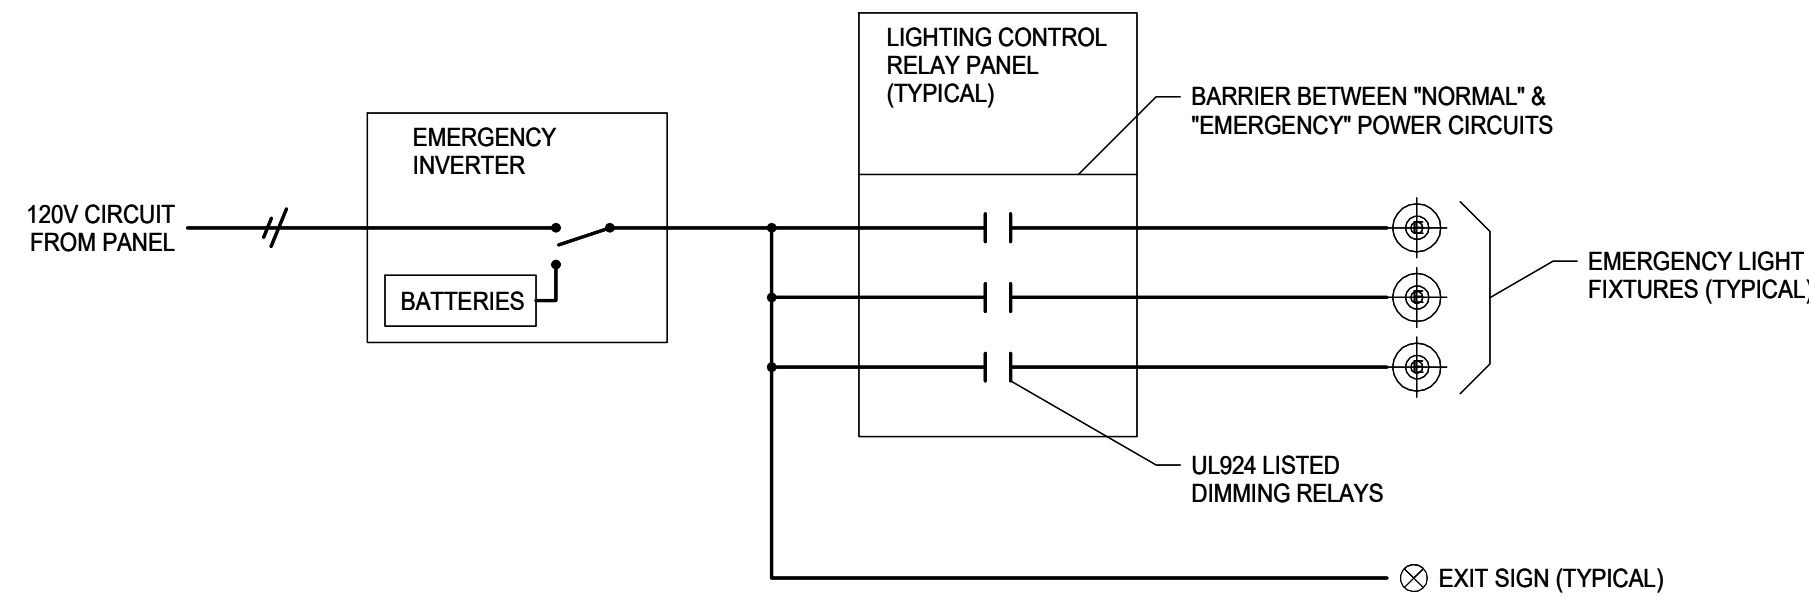 LIGHTING CONTROL
RELAY PANEL
(TYPICAL)
BARRIER BETWEEN "NORMAL" &
"EMERGENCY" POWER CIRCUITS
EMERGENCY
INVERTER
120V CIRCUIT
FROM PANEL
BATTERIES
EMERGENCY LIGHT
FIXTURES (TYPICAL)
UL924 LISTED
DIMMING RELAYS
EXIT SIGN (TYPICAL)